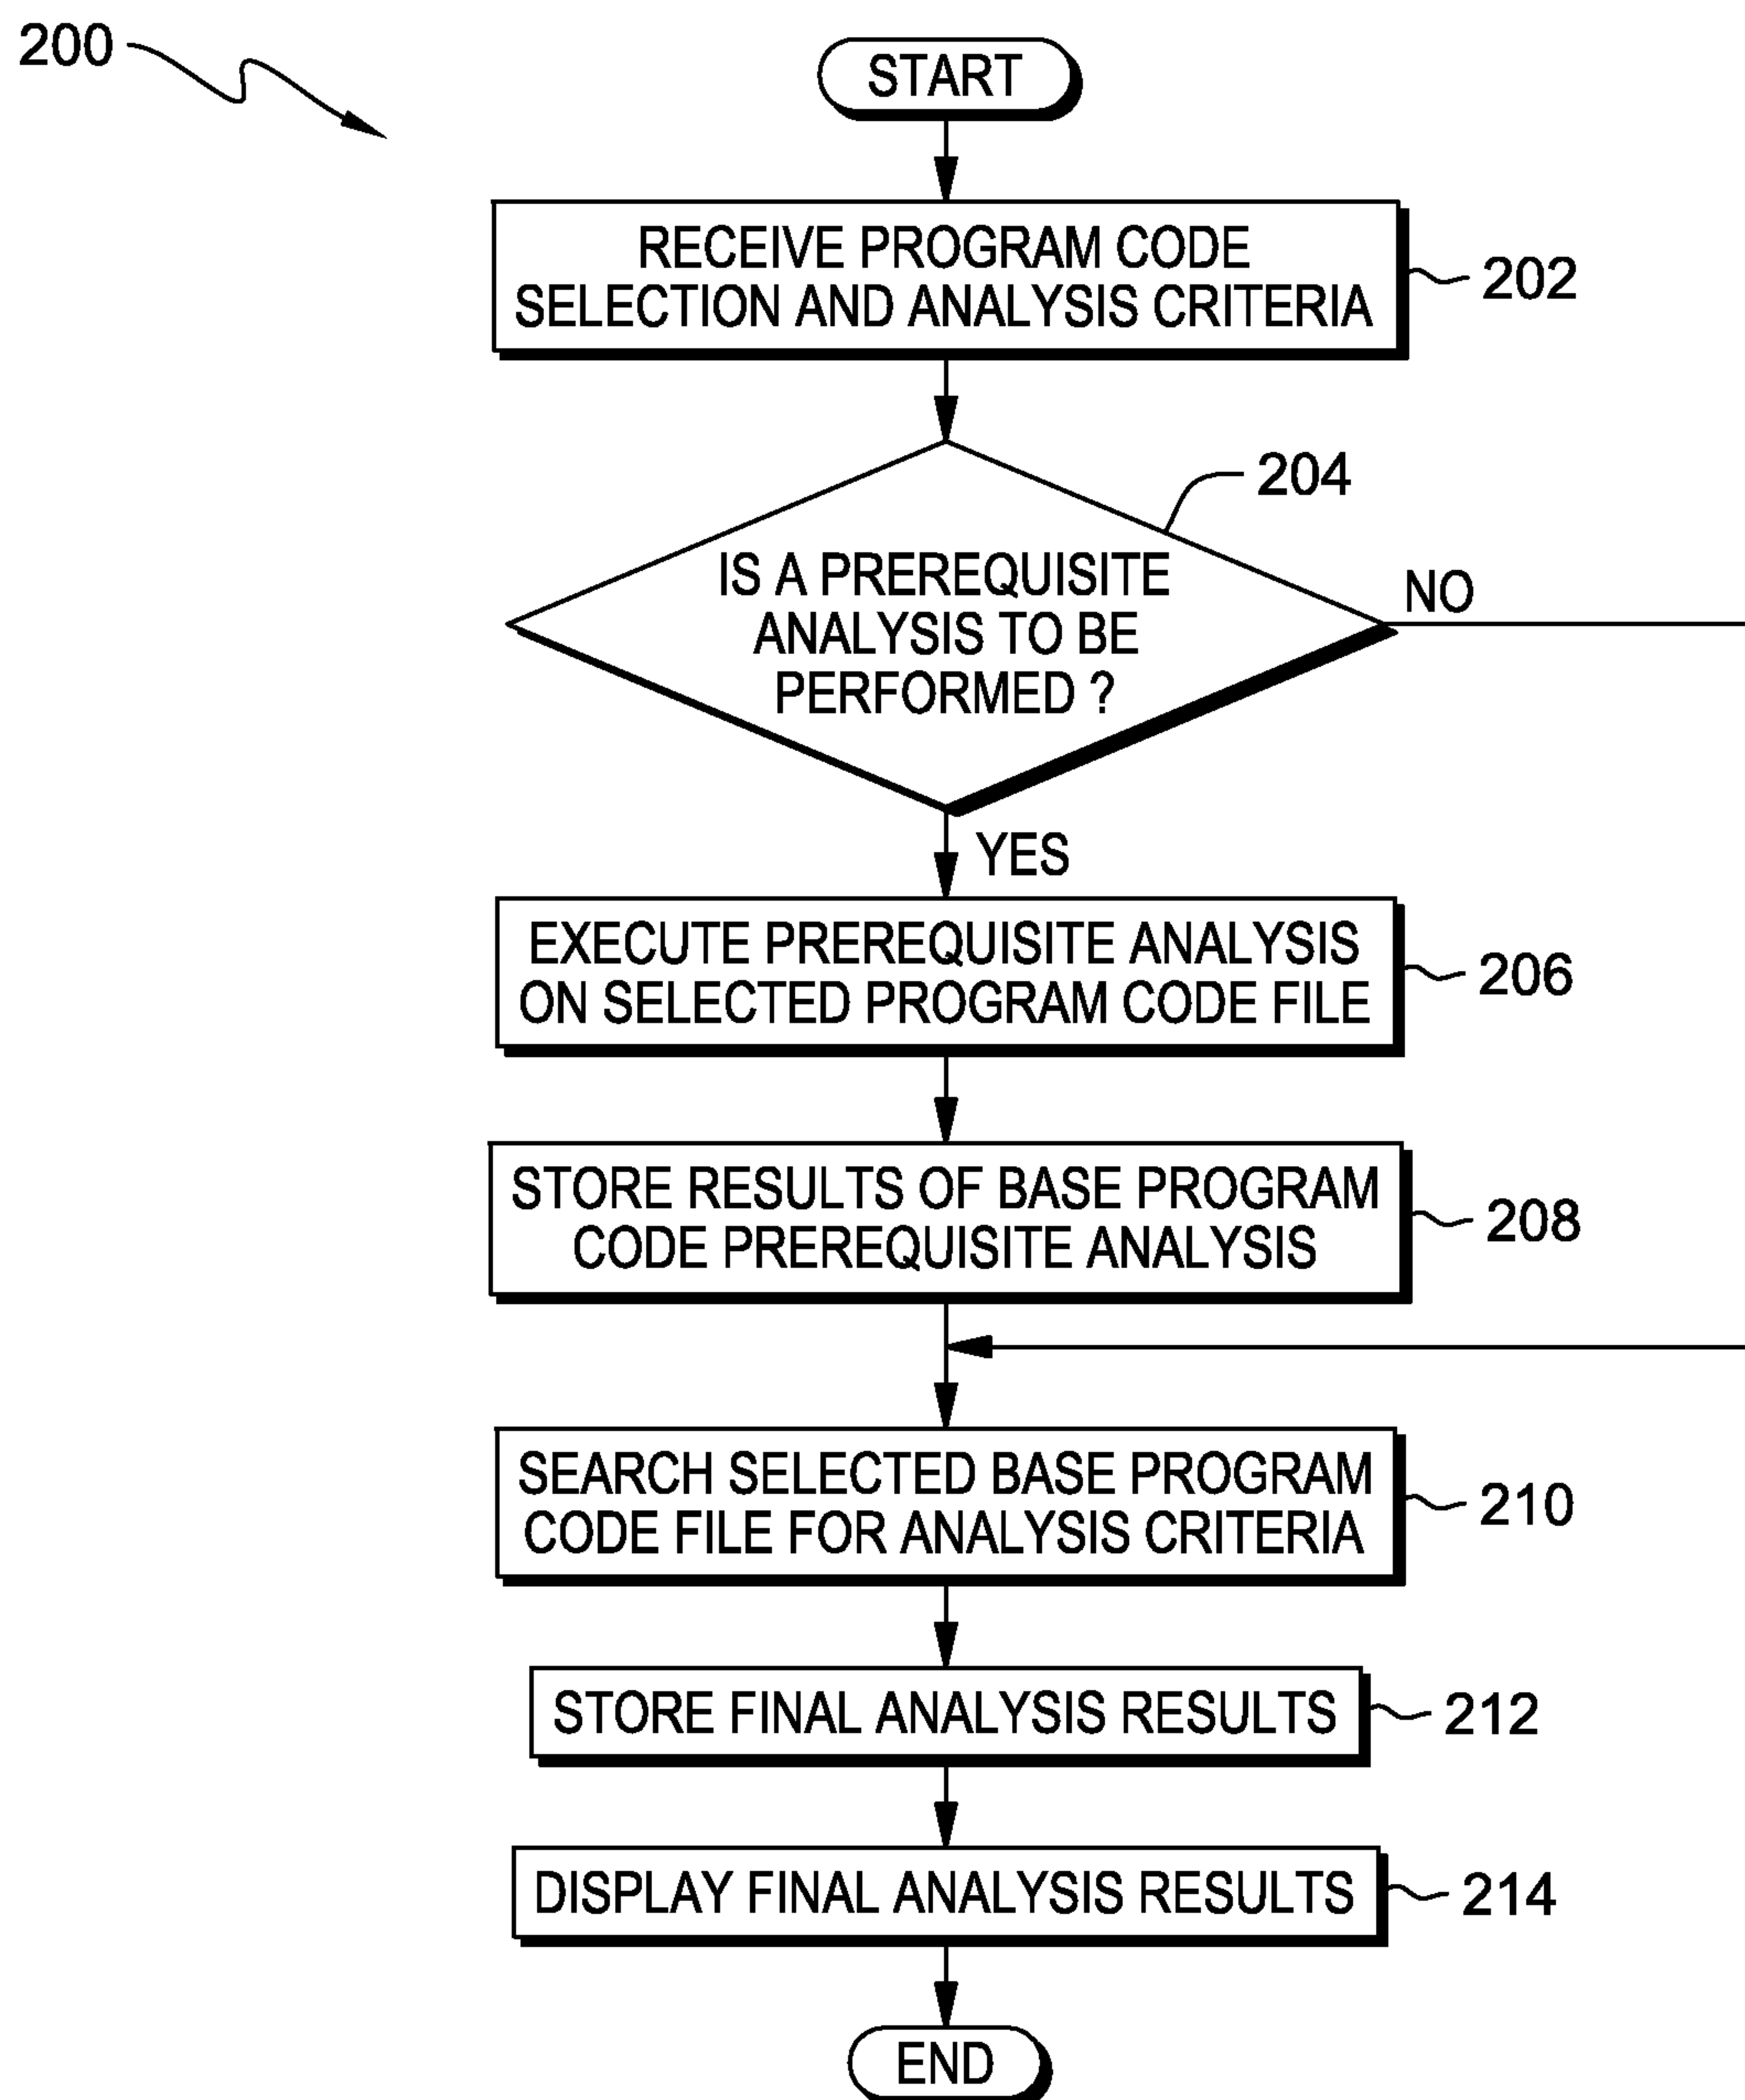 200
START
RECEIVE PROGRAM CODE
SELECTION AND ANALYSIS CRITERIA
202
204
IS A PREREQUISITE
ANALYSIS TO BE
PERFORMED ?
NO
YES
EXECUTE PREREQUISITE ANALYSIS
ON SELECTED PROGRAM CODE FILE
206
STORE RESULTS OF BASE PROGRAM
CODE PREREQUISITE ANALYSIS
208
SEARCH SELECTED BASE PROGRAM
CODE FILE FOR ANALYSIS CRITERIA
210
STORE FINAL ANALYSIS RESULTS
212
DISPLAY FINAL ANALYSIS RESULTS
214
END